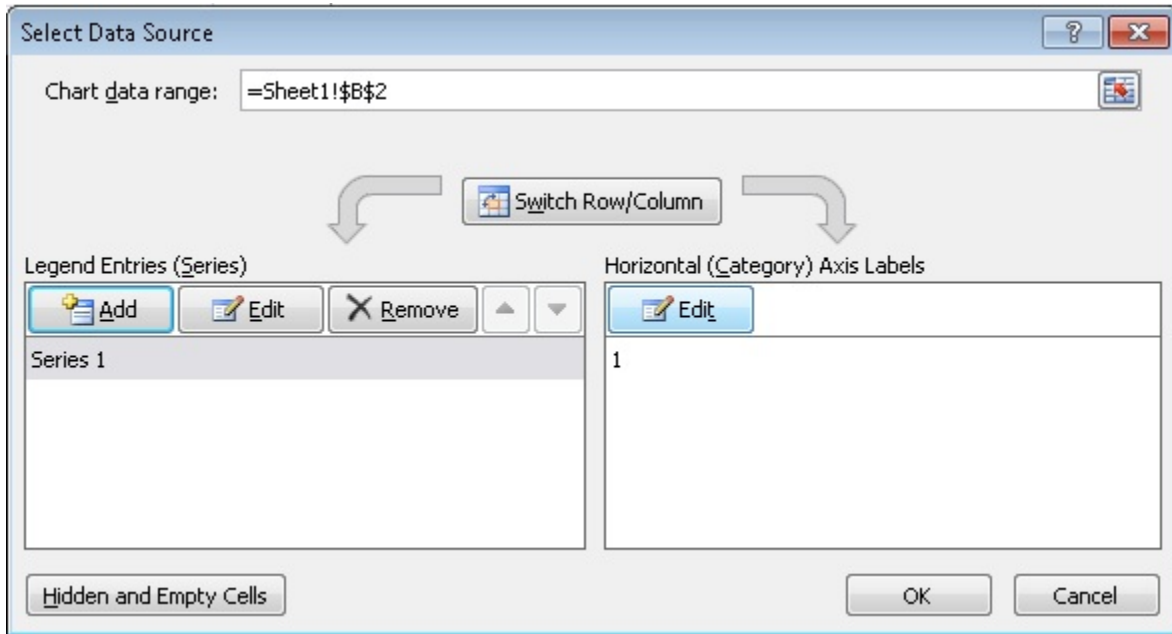 Select Data Source
Chart data range: =Sheet1!$B$2
Switch Row/Column
Legend Entries (Series)
Add Edit Remove
Series 1
Horizontal (Category) Axis Labels
Edit
1
Hidden and Empty Cells
OK Cancel